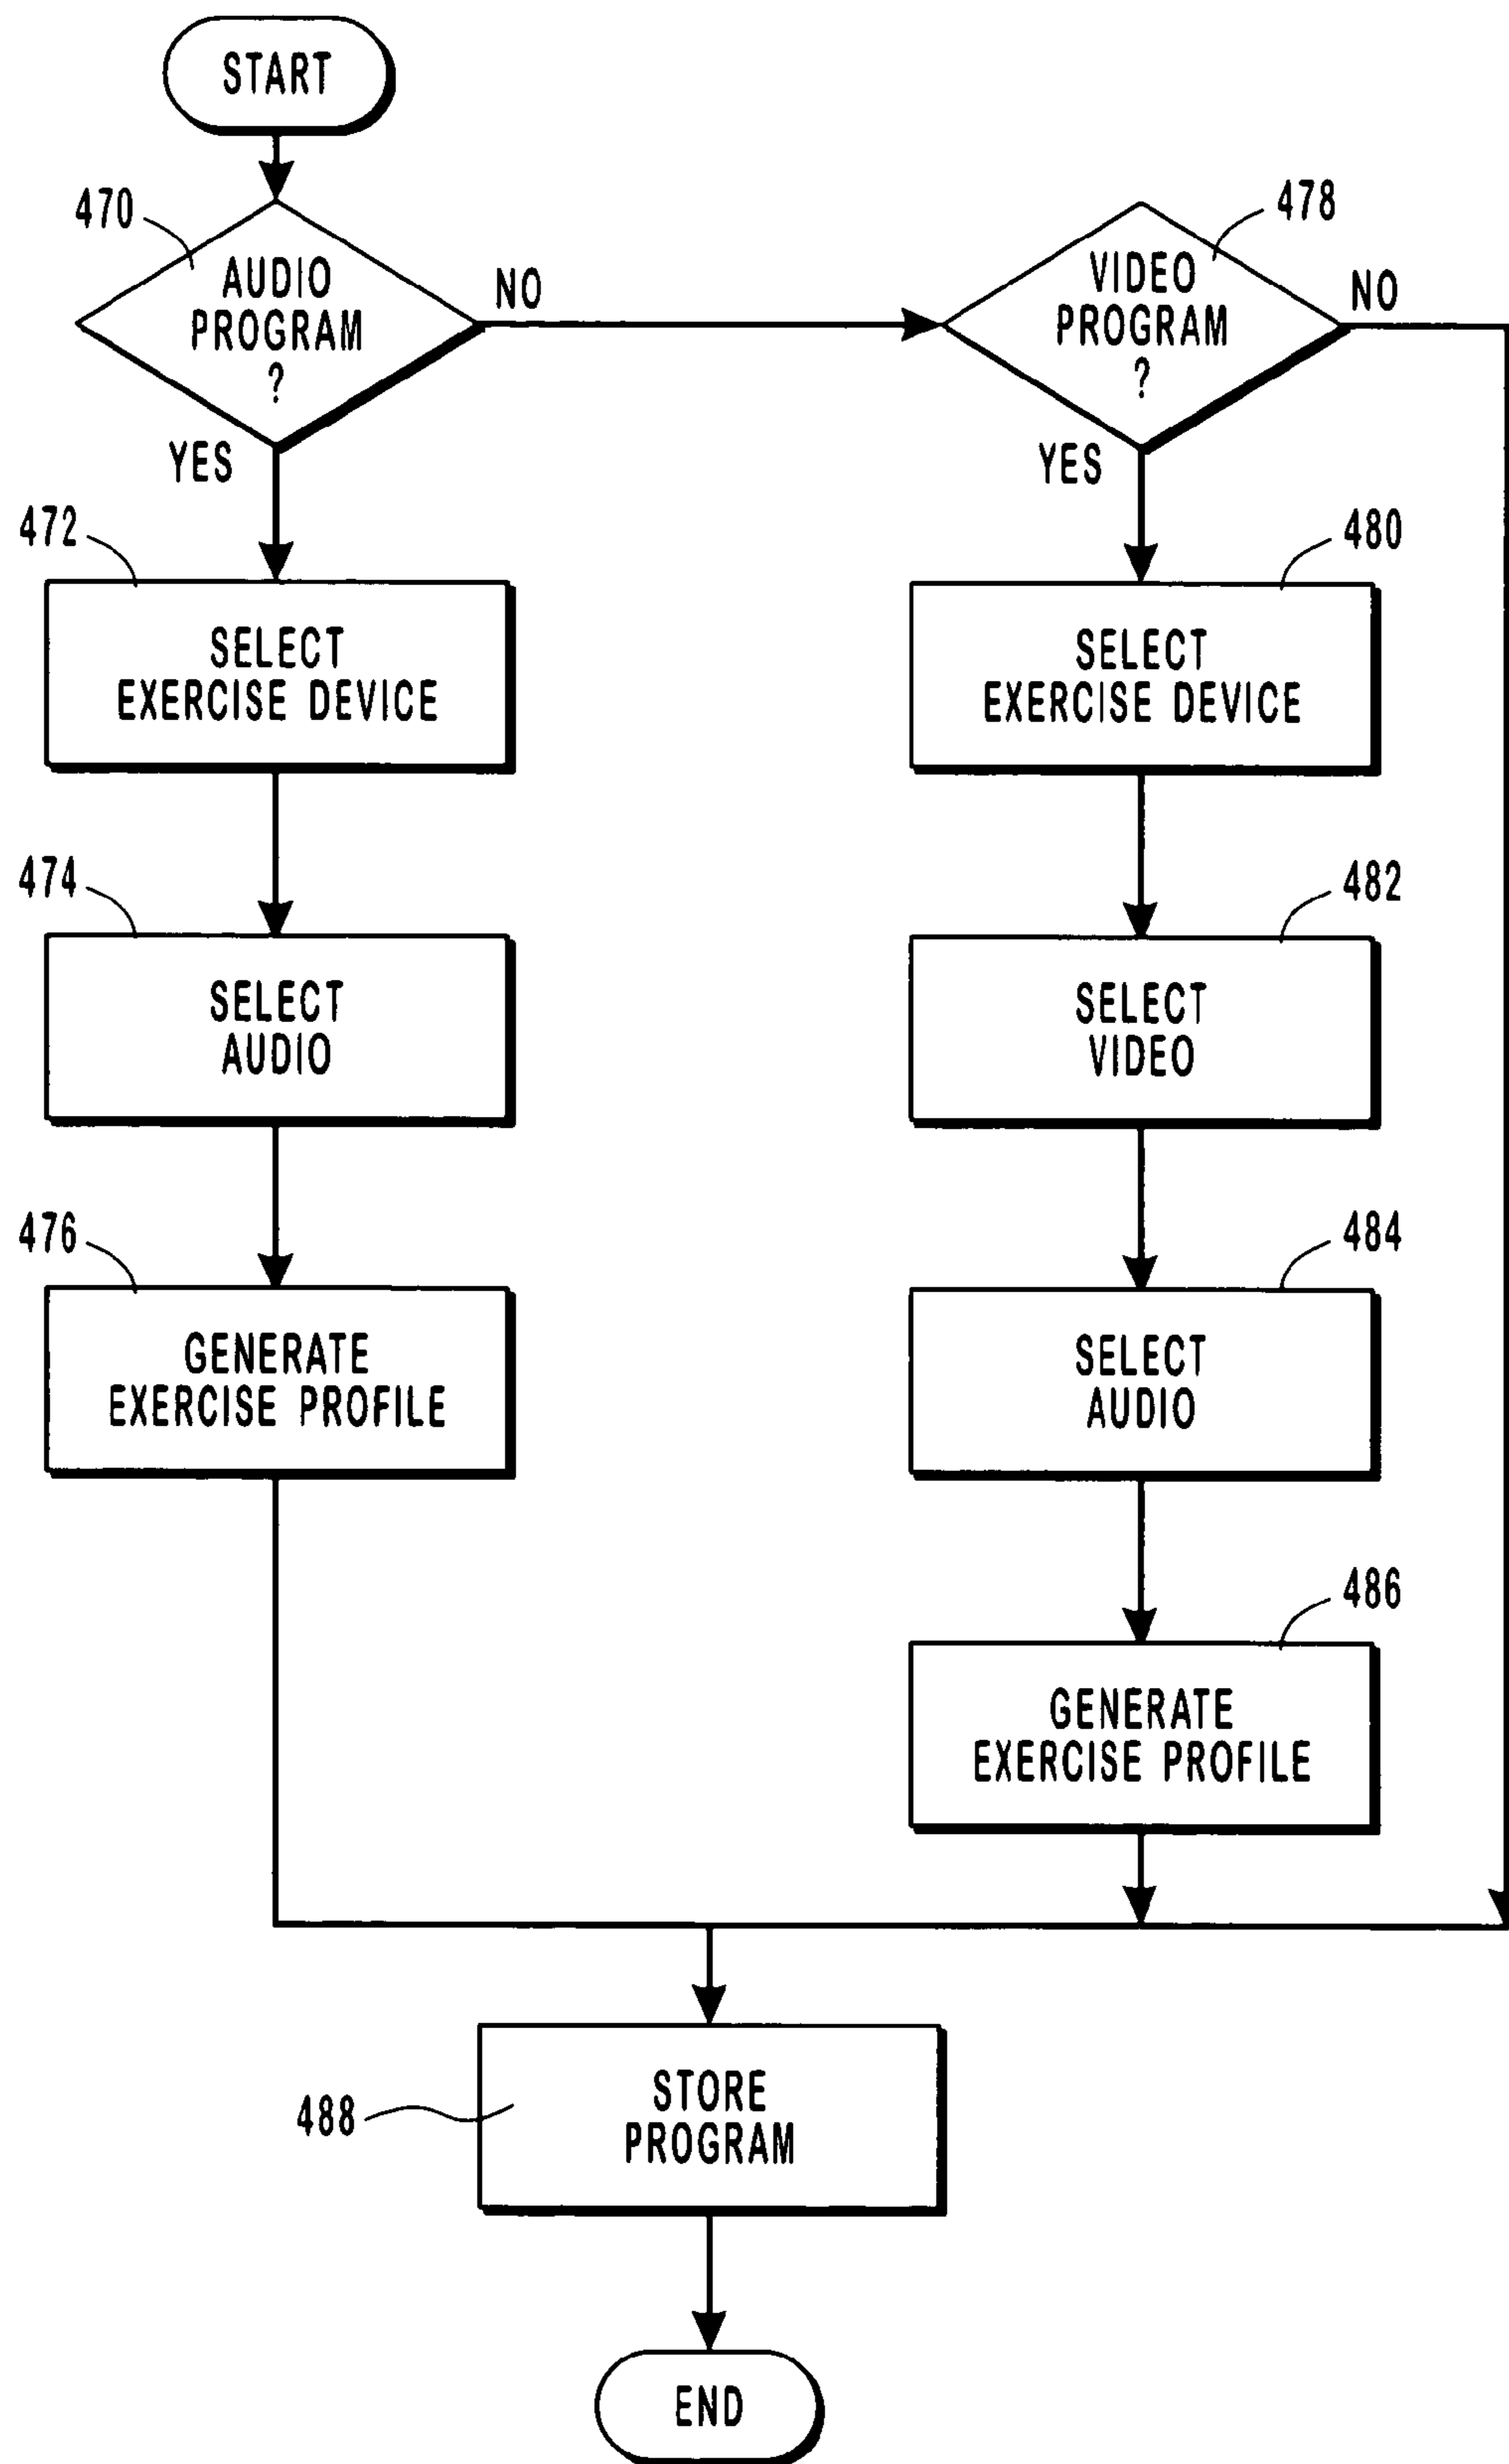 START
470
AUDIO
PROGRAM
?
NO
YES
478
VIDEO
PROGRAM
?
NO
YES
472
SELECT
EXERCISE DEVICE
480
SELECT
EXERCISE DEVICE
474
SELECT
AUDIO
482
SELECT
VIDEO
476
GENERATE
EXERCISE PROFILE
484
SELECT
AUDIO
486
GENERATE
EXERCISE PROFILE
488
STORE
PROGRAM
END